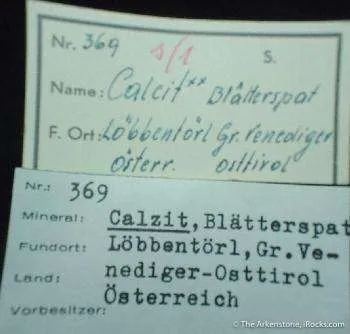 Nr. 369 s/1 S.
Name: Calcit** Blätterspat
F. Ort: Löbbentörl Gr. Venediger
Österr. Osttirol
Nr.: 369
Mineral: Calzit, Blätterspat
Fundort: Löbbentörl, Gr.Ve-
Land: nediger-Osttirol
Vorbesitzer: Österreich
© The Arkenstone, iRocks.com